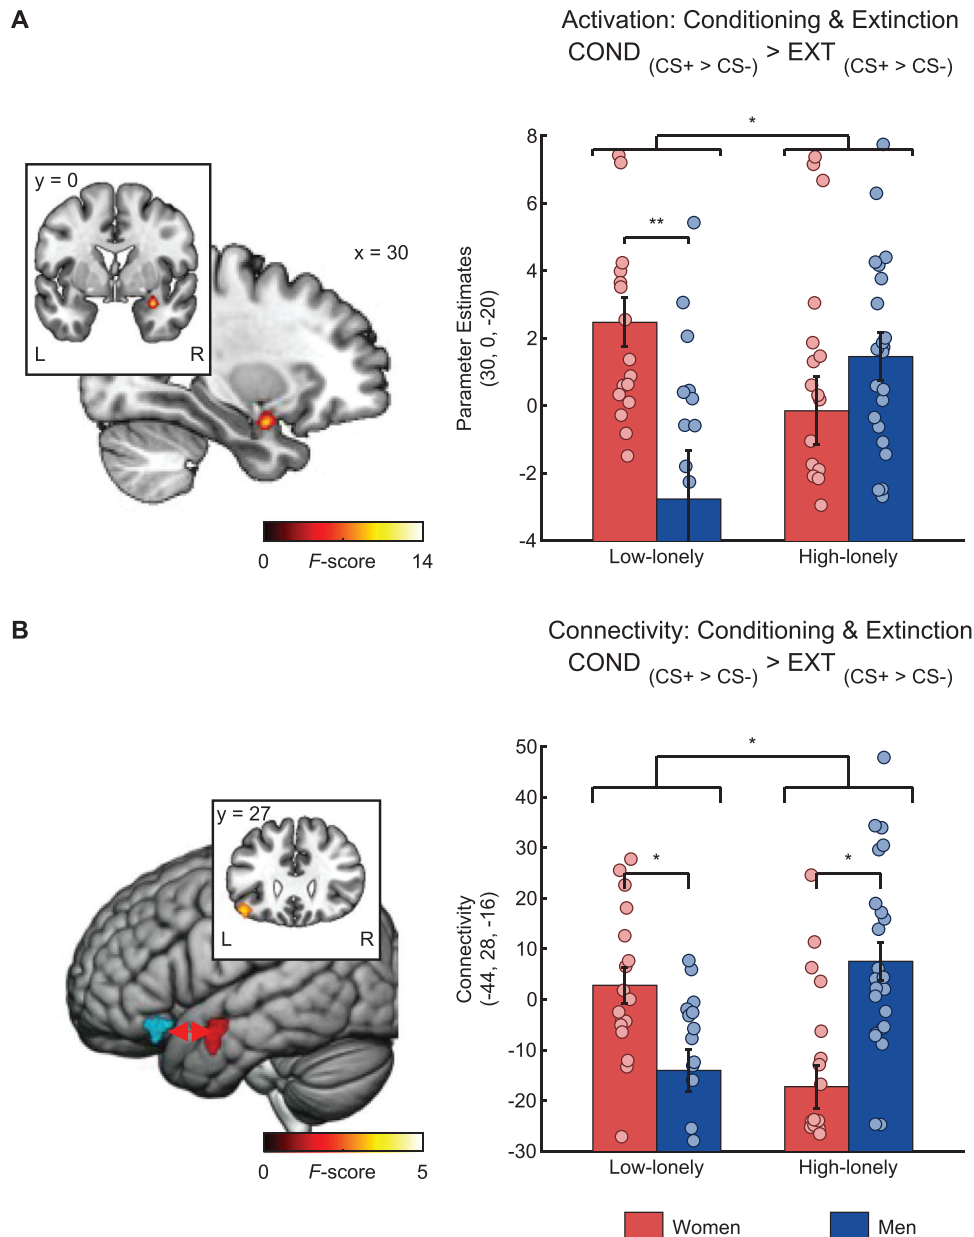 A
Activation: Conditioning & Extinction
COND (CS+ > CS-) > EXT (CS+ > CS-)
y = 0
L
R
x = 30
0
F-score
14
Parameter Estimates
(30, 0, -20)
8
6
4
2
0
-2
-4
*
**
Low-lonely
High-lonely
B
Connectivity: Conditioning & Extinction
COND (CS+ > CS-) > EXT (CS+ > CS-)
y = 27
L
R
0
F-score
5
Connectivity
(-44, 28, -16)
50
40
30
20
10
0
-10
-20
-30
*
*
*
Low-lonely
High-lonely
Women
Men